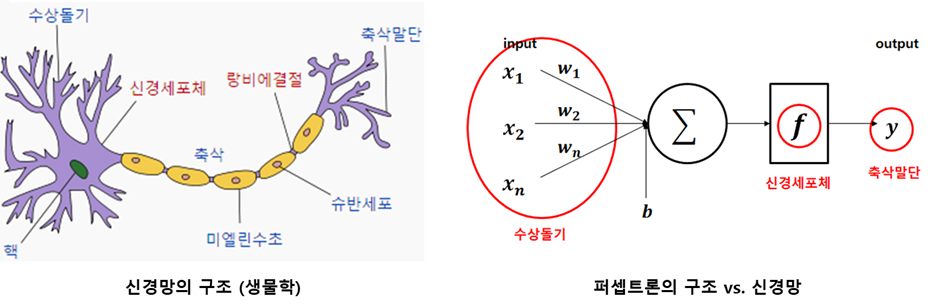 수상돌기
축삭말단
랑비에결절
신경세포체
축삭
슈반세포
미엘린수초
핵
신경망의 구조 (생물학)
input
output
x₁
w₁
x₂
w₂
wₙ
xₙ
∑
f
y
b
신경세포체
축삭말단
수상돌기
퍼셉트론의 구조 vs. 신경망